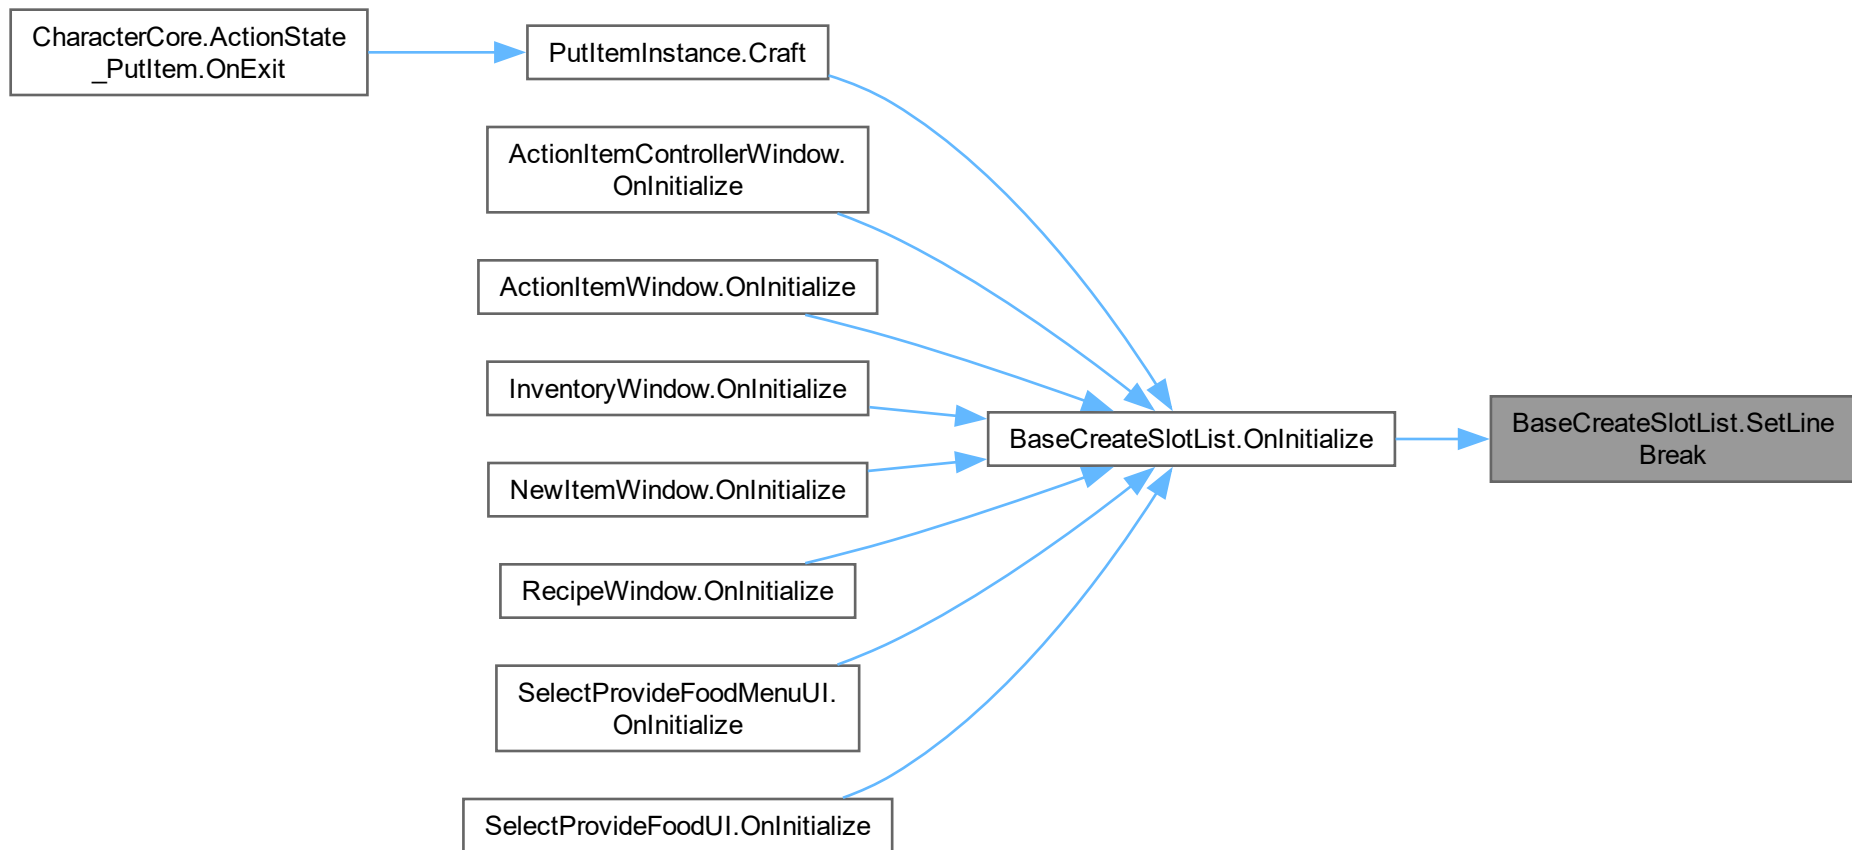 CharacterCore.ActionState
_PutItem.OnExit
PutItemInstance.Craft
ActionItemControllerWindow.
OnInitialize
ActionItemWindow.OnInitialize
InventoryWindow.OnInitialize
NewItemWindow.OnInitialize
RecipeWindow.OnInitialize
SelectProvideFoodMenuUI.
OnInitialize
SelectProvideFoodUI.OnInitialize
BaseCreateSlotList.OnInitialize
BaseCreateSlotList.SetLine
Break